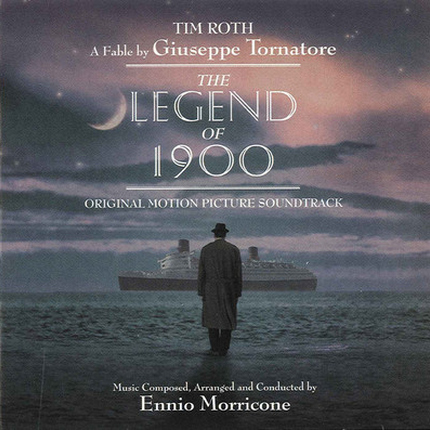 TIM ROTH
A Fable by Giuseppe Tornatore
THE
LEGEND
OF
1900
ORIGINAL MOTION PICTURE SOUNDTRACK
Music Composed, Arranged and Conducted by
Ennio Morricone